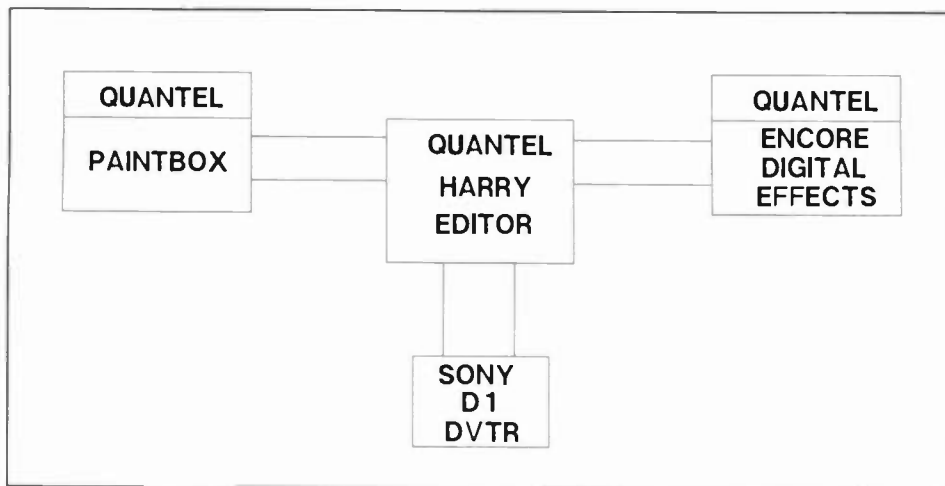 QUANTEL
PAINTBOX
QUANTEL
HARRY
EDITOR
QUANTEL
ENCORE
DIGITAL
EFFECTS
SONY
D1
DVTR